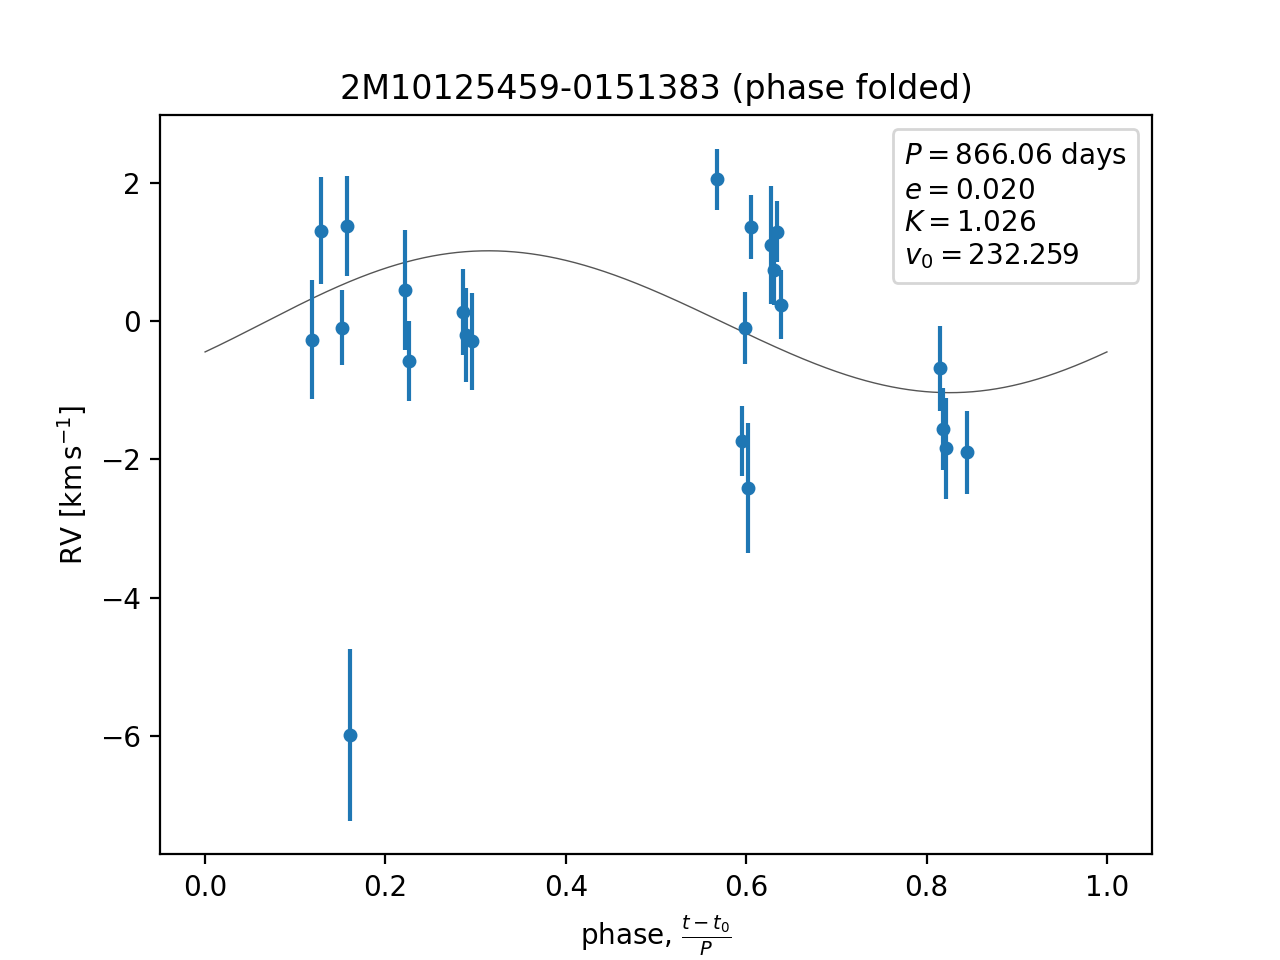 2M10125459-0151383 (phase folded)
P = 866.06 days
e = 0.020
K = 1.026
v₀ = 232.259
2
0
−2
−4
−6
RV [km s⁻¹]
0.0 0.2 0.4 0.6 0.8 1.0
phase, (t − t₀)/P